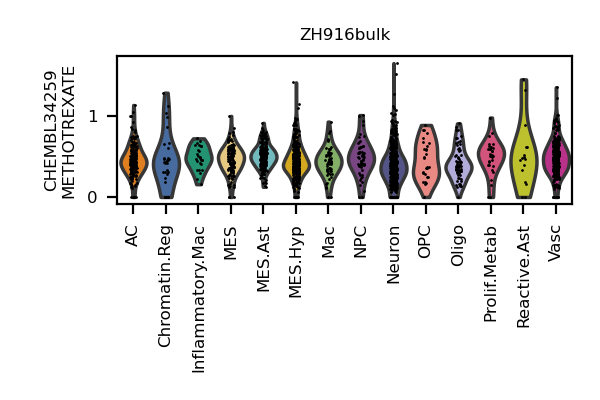 ZH916bulk
CHEMBL34259
METHOTREXATE
1
0
AC
Chromatin.Reg
Inflammatory.Mac
MES
MES.Ast
MES.Hyp
Mac
NPC
Neuron
OPC
Oligo
Prolif.Metab
Reactive.Ast
Vasc